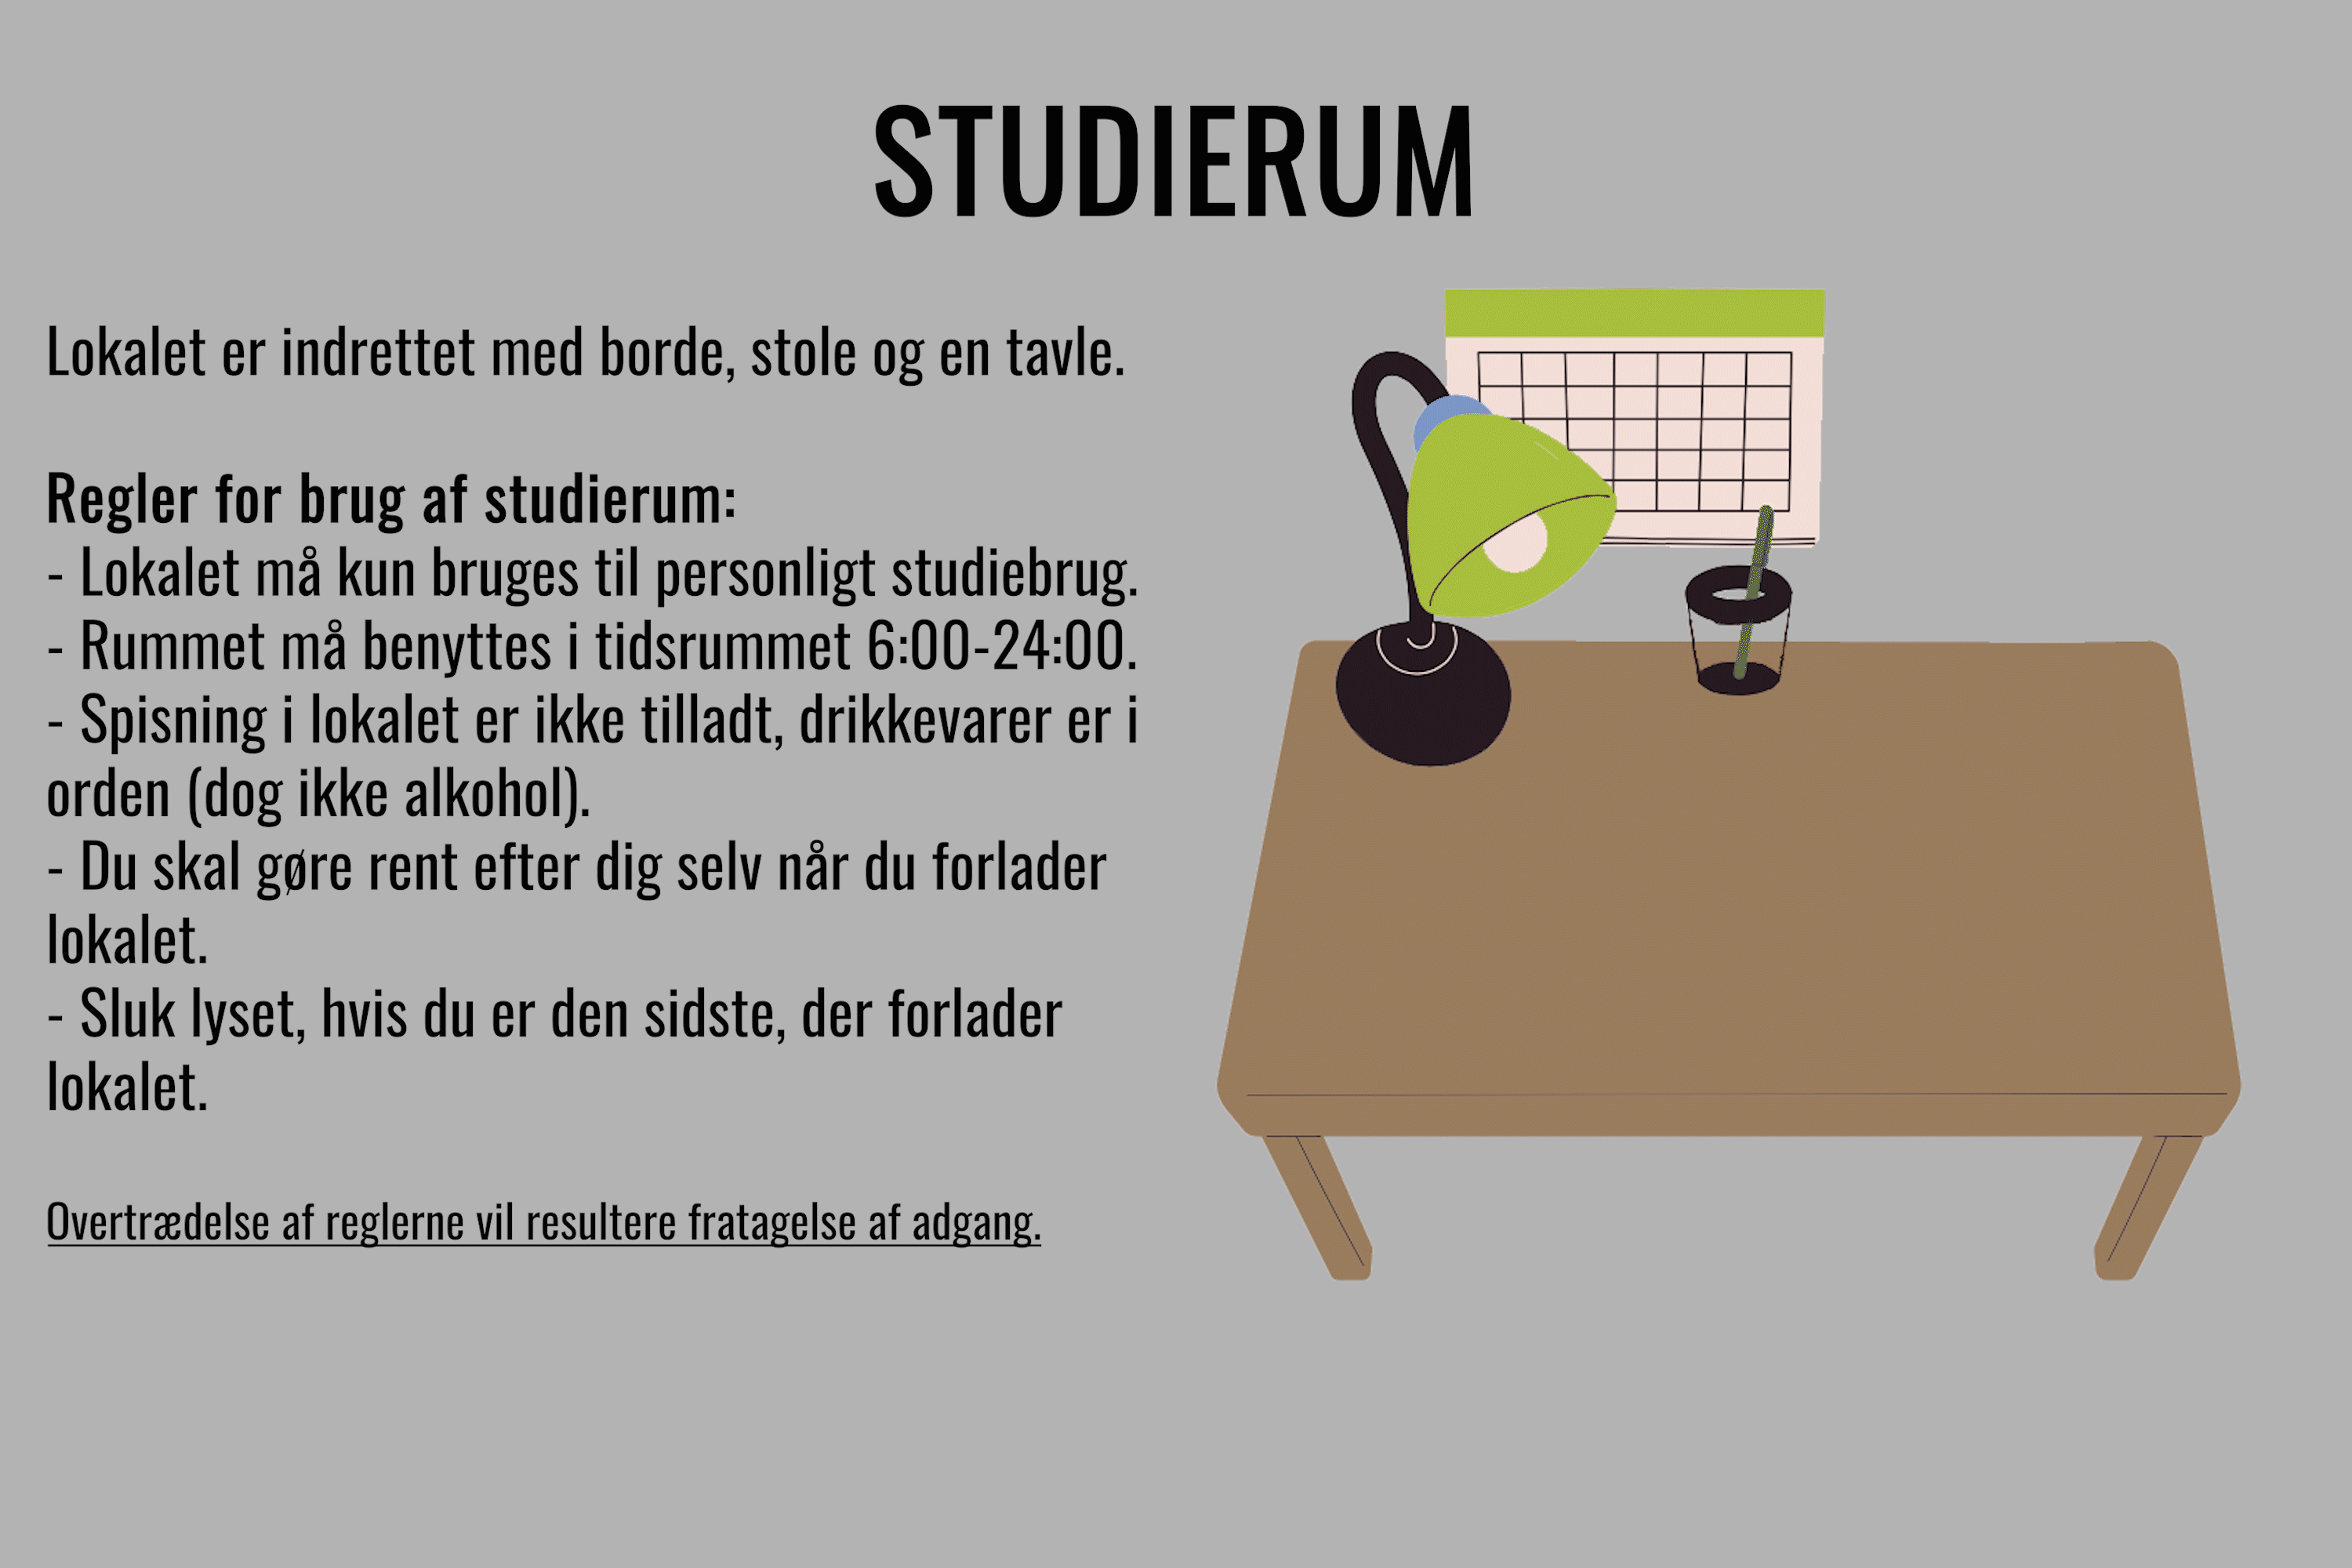 STUDIERUM
Lokalet er indrettet med borde, stole og en tavle.
Regler for brug af studierum:
- Lokalet må kun bruges til personligt studiebrug.
- Rummet må benyttes i tidsrummet 6:00-24:00.
- Spisning i lokalet er ikke tilladt, drikkevarer er i
orden (dog ikke alkohol).
- Du skal gøre rent efter dig selv når du forlader
lokalet.
- Sluk lyset, hvis du er den sidste, der forlader
lokalet.
Overtrædelse af reglerne vil resultere fratagelse af adgang.